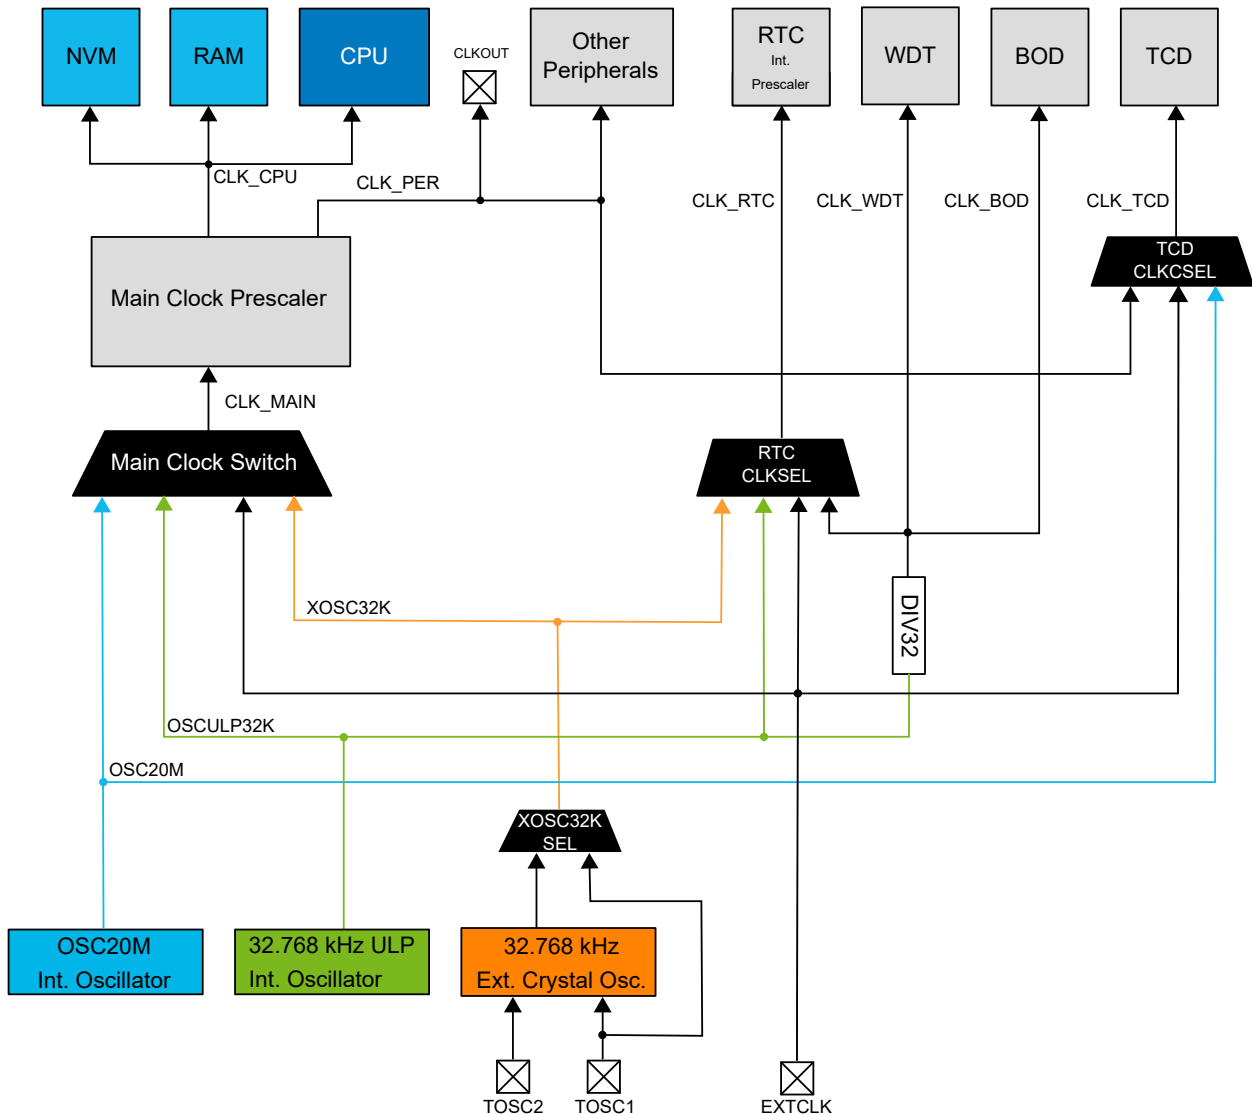 NVM
RAM
CPU
CLKOUT
Other
Peripherals
RTC
Int.
Prescaler
WDT
BOD
TCD
CLK_CPU
CLK_PER
CLK_RTC
CLK_WDT
CLK_BOD
CLK_TCD
TCD
CLKCSEL
Main Clock Prescaler
CLK_MAIN
Main Clock Switch
RTC
CLKSEL
XOSC32K
DIV32
OSCULP32K
OSC20M
XOSC32K
SEL
OSC20M
Int. Oscillator
32.768 kHz ULP
Int. Oscillator
32.768 kHz
Ext. Crystal Osc.
TOSC2
TOSC1
EXTCLK